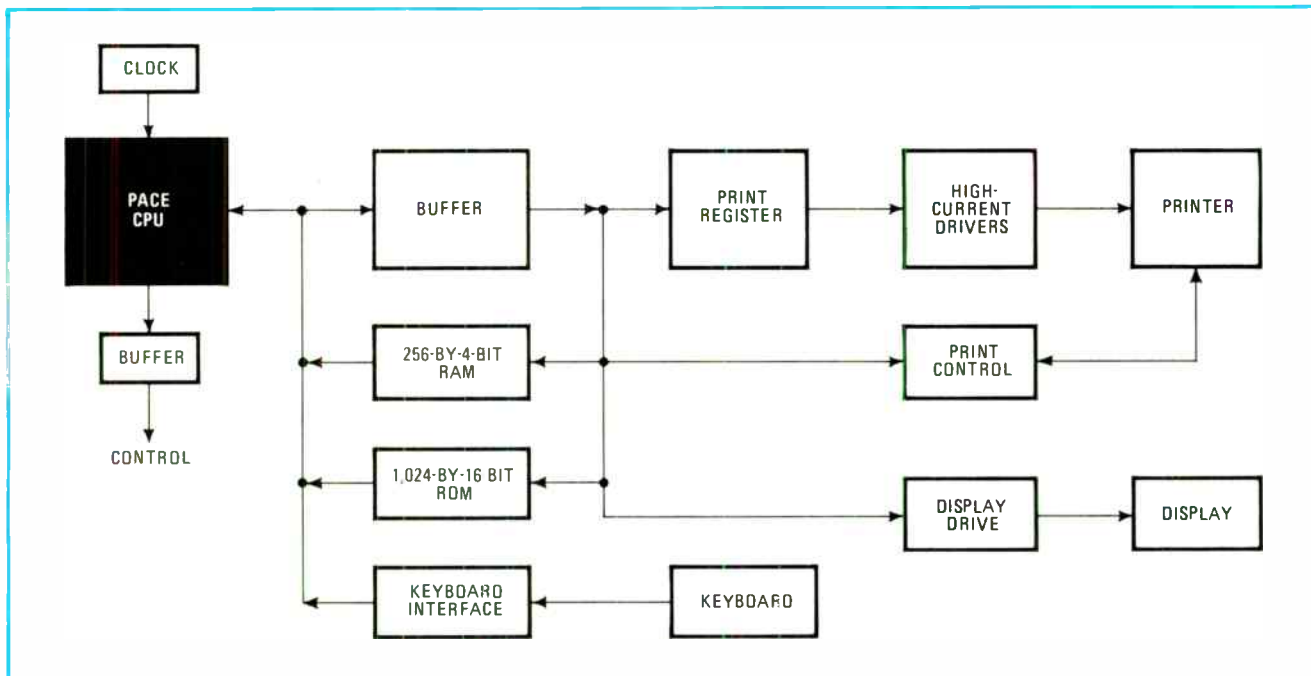 CLOCK
PACE
CPU
BUFFER
PRINT
REGISTER
HIGH-
CURRENT
DRIVERS
PRINTER
BUFFER
256-BY-4-BIT
RAM
PRINT
CONTROL
CONTROL
1,024-BY-16 BIT
ROM
DISPLAY
DRIVE
DISPLAY
KEYBOARD
INTERFACE
KEYBOARD